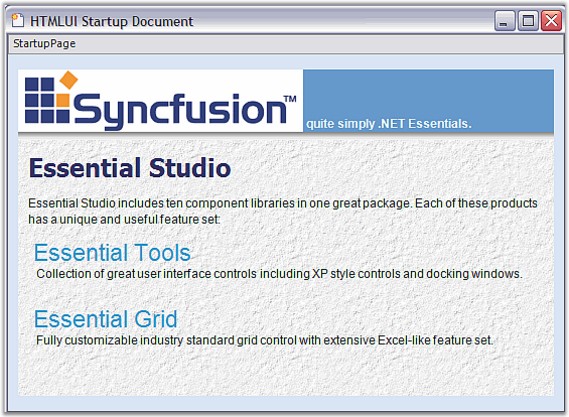 HTMLUI Startup Document
StartupPage
Syncfusion™
quite simply .NET Essentials.
Essential Studio
Essential Studio includes ten component libraries in one great package. Each of these products
has a unique and useful feature set:
Essential Tools
Collection of great user interface controls including XP style controls and docking windows.
Essential Grid
Fully customizable industry standard grid control with extensive Excel-like feature set.